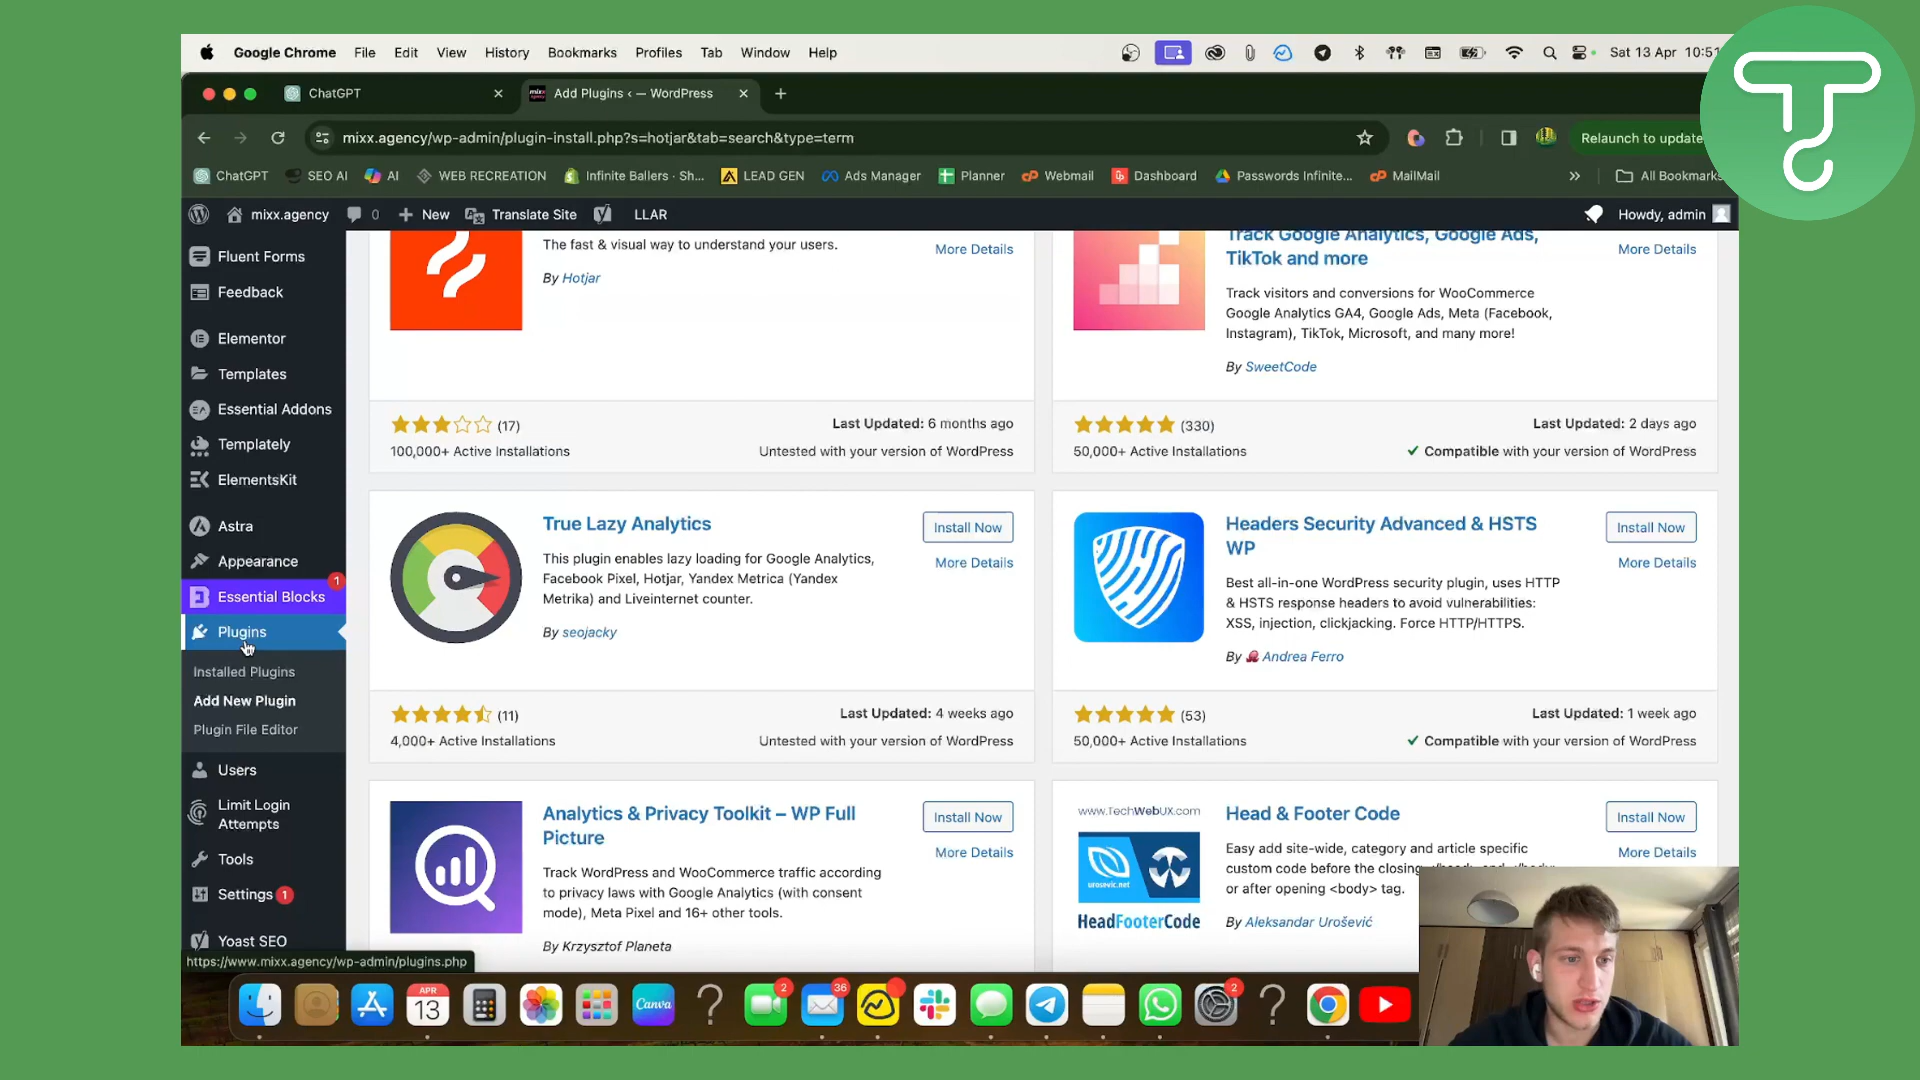 Google Chrome File Edit View History Bookmarks Profiles Tab Window Help Sat 13 Apr 10:51
ChatGPT Add Plugins ‹ — WordPress
mixx.agency/wp-admin/plugin-install.php?s=hotjar&tab=search&type=term Relaunch to update
ChatGPT SEO AI AI WEB RECREATION Infinite Ballers - Sh... LEAD GEN Ads Manager Planner Webmail Dashboard Passwords Infinite... MailMail » All Bookmarks
mixx.agency 0 New Translate Site LLAR Howdy, admin
Fluent Forms
Feedback
Elementor
Templates
Essential Addons
Templately
ElementsKit
Astra
Appearance
Essential Blocks 1
Plugins
Installed Plugins
Add New Plugin
Plugin File Editor
Users
Limit Login
Attempts
Tools
Settings 1
Yoast SEO
https://www.mixx.agency/wp-admin/plugins.php
The fast & visual way to understand your users.
More Details
By Hotjar
(17)
Last Updated: 6 months ago
100,000+ Active Installations
Untested with your version of WordPress
Track Google Analytics, Google Ads,
TikTok and more
More Details
Track visitors and conversions for WooCommerce
Google Analytics GA4, Google Ads, Meta (Facebook,
Instagram), TikTok, Microsoft, and many more!
By SweetCode
(330)
Last Updated: 2 days ago
50,000+ Active Installations
Compatible with your version of WordPress
True Lazy Analytics
Install Now
More Details
This plugin enables lazy loading for Google Analytics,
Facebook Pixel, Hotjar, Yandex Metrica (Yandex
Metrika) and Liveinternet counter.
By seojacky
(11)
Last Updated: 4 weeks ago
4,000+ Active Installations
Untested with your version of WordPress
Headers Security Advanced & HSTS
WP
Install Now
More Details
Best all-in-one WordPress security plugin, uses HTTP
& HSTS response headers to avoid vulnerabilities:
XSS, injection, clickjacking. Force HTTP/HTTPS.
By Andrea Ferro
(53)
Last Updated: 1 week ago
50,000+ Active Installations
Compatible with your version of WordPress
Analytics & Privacy Toolkit – WP Full
Picture
Install Now
More Details
Track WordPress and WooCommerce traffic according
to privacy laws with Google Analytics (with consent
mode), Meta Pixel and 16+ other tools.
By Krzysztof Planeta
www.TechWebUX.com
urosevic.net
HeadFooterCode
Head & Footer Code
Install Now
More Details
Easy add site-wide, category and article specific
custom code before the closing
or after opening <body> tag.
By Aleksandar Urošević
APR
13
Canva
2
36
2